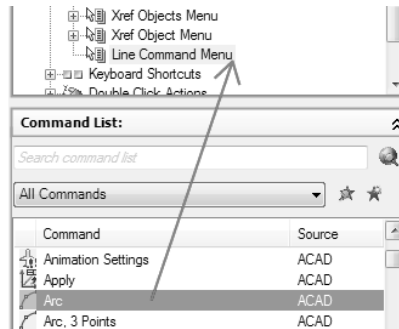 Xref Objects Menu
Xref Object Menu
Line Command Menu
Keyboard Shortcuts
Double Click Actions
Command List:
Search command list
All Commands
Command Source
Animation Settings ACAD
Apply ACAD
Arc ACAD
Arc, 3 Points ACAD